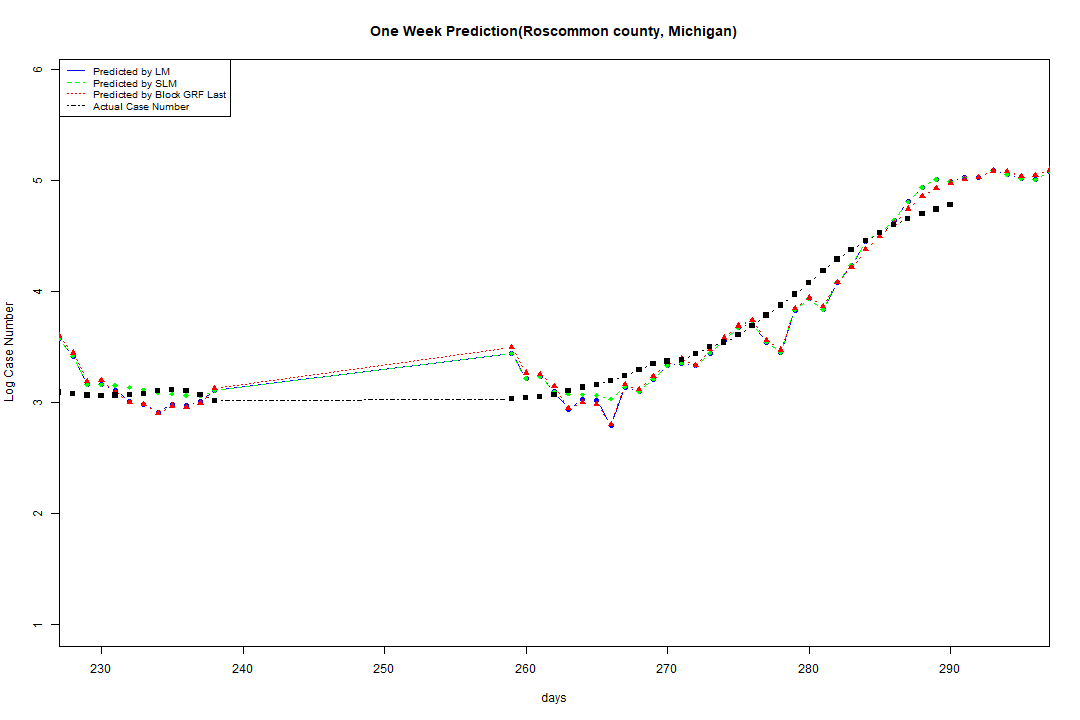 One Week Prediction(Roscommon county, Michigan)
Predicted by LM
Predicted by SLM
Predicted by Block GRF Last
Actual Case Number
6
5
4
3
2
1
Log Case Number
230 240 250 260 270 280 290
days